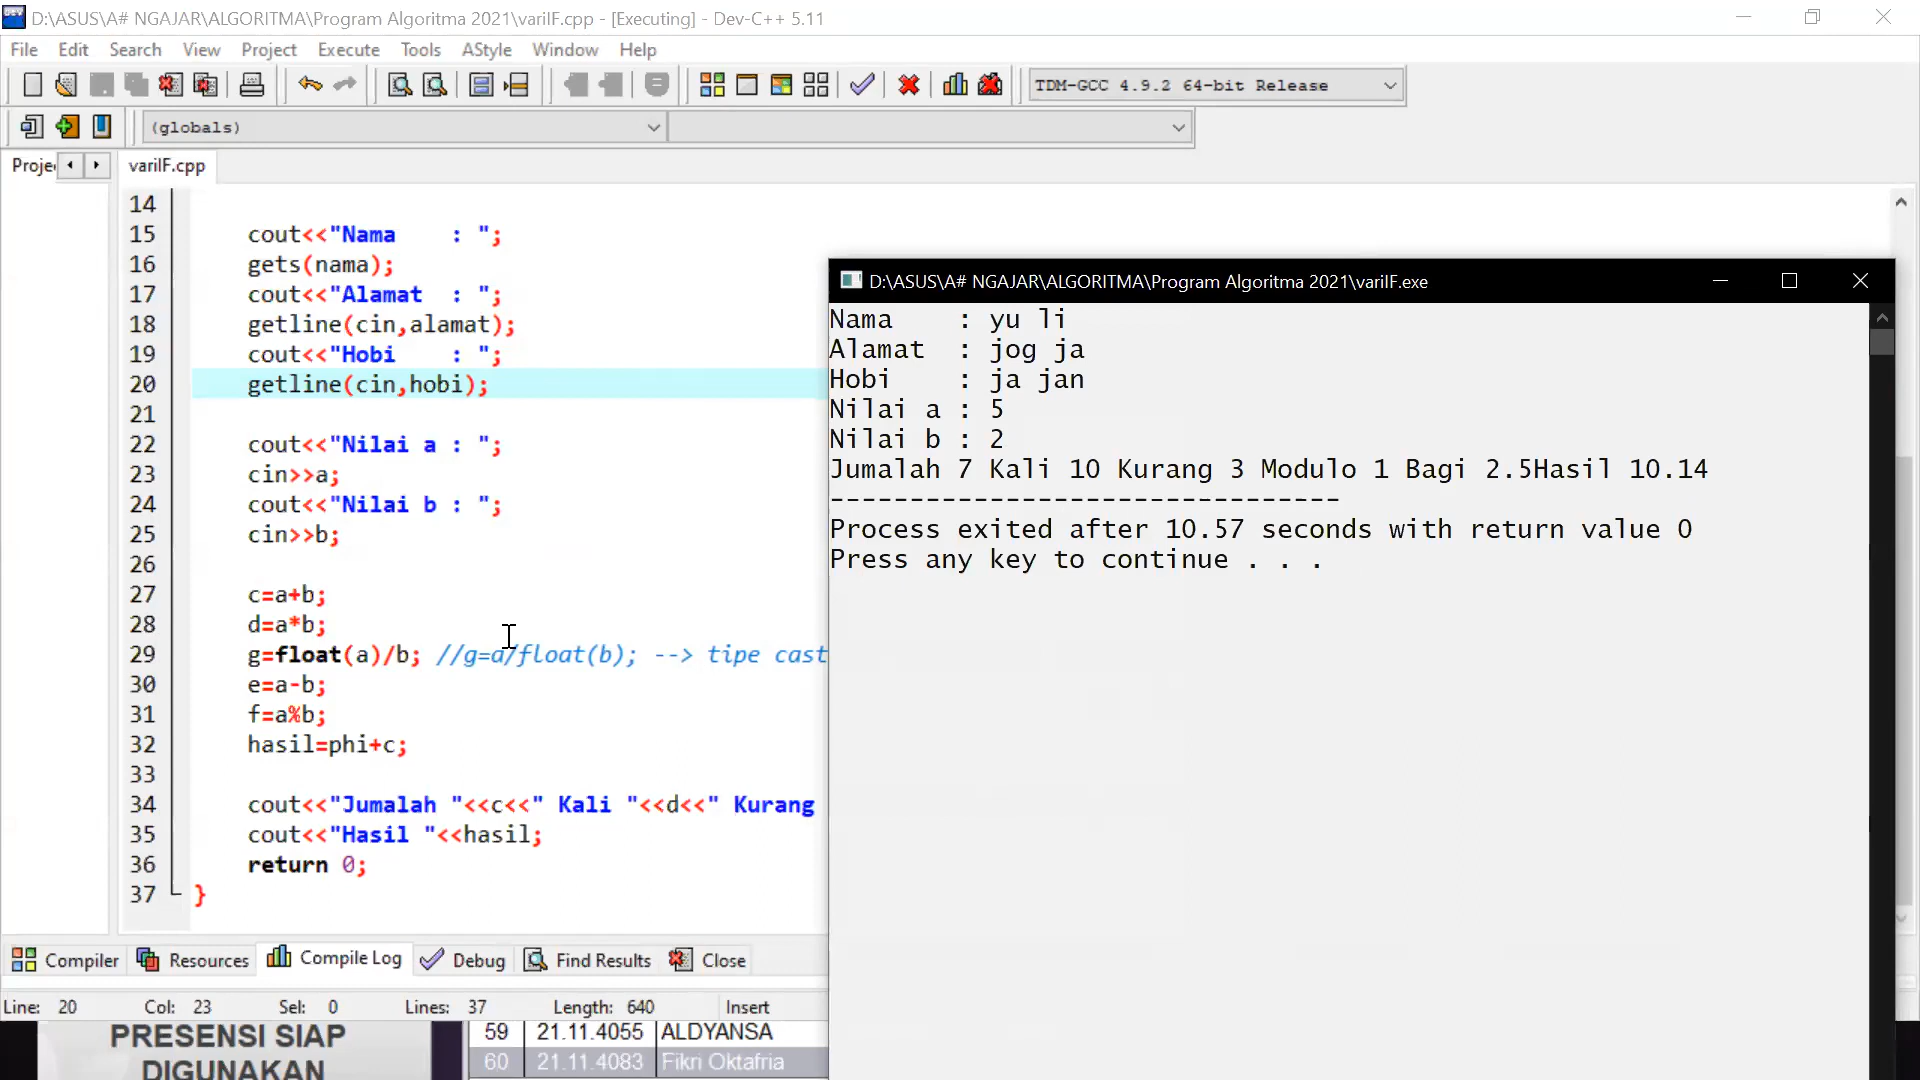 D:\ASUS\A# NGAJAR\ALGORITMA\Program Algoritma 2021\variIF.cpp - [Executing] - Dev-C++ 5.11
File Edit Search View Project Execute Tools AStyle Window Help
TDM-GCC 4.9.2 64-bit Release
(globals)
Proje
variIF.cpp
14
15 cout<<"Nama    : ";
16 gets(nama);
17 cout<<"Alamat  : ";
18 getline(cin,alamat);
19 cout<<"Hobi    : ";
20 getline(cin,hobi);
21
22 cout<<"Nilai a : ";
23 cin>>a;
24 cout<<"Nilai b : ";
25 cin>>b;
26
27 c=a+b;
28 d=a*b;
29 g=float(a)/b; //g=a/float(b); --> tipe cast
30 e=a-b;
31 f=a%b;
32 hasil=phi+c;
33
34 cout<<"Jumalah "<<c<<" Kali "<<d<<" Kurang
35 cout<<"Hasil "<<hasil;
36 return 0;
37 }
D:\ASUS\A# NGAJAR\ALGORITMA\Program Algoritma 2021\variIF.exe
Nama    : yu li
Alamat  : jog ja
Hobi    : ja jan
Nilai a : 5
Nilai b : 2
Jumalah 7 Kali 10 Kurang 3 Modulo 1 Bagi 2.5Hasil 10.14
--------------------------------
Process exited after 10.57 seconds with return value 0
Press any key to continue . . .
Compiler Resources Compile Log Debug Find Results Close
Line: 20 Col: 23 Sel: 0 Lines: 37 Length: 640 Insert
PRESENSI SIAP
DIGUNAKAN
59 21.11.4055 ALDYANSA
60 21.11.4083 Fikri Oktafria